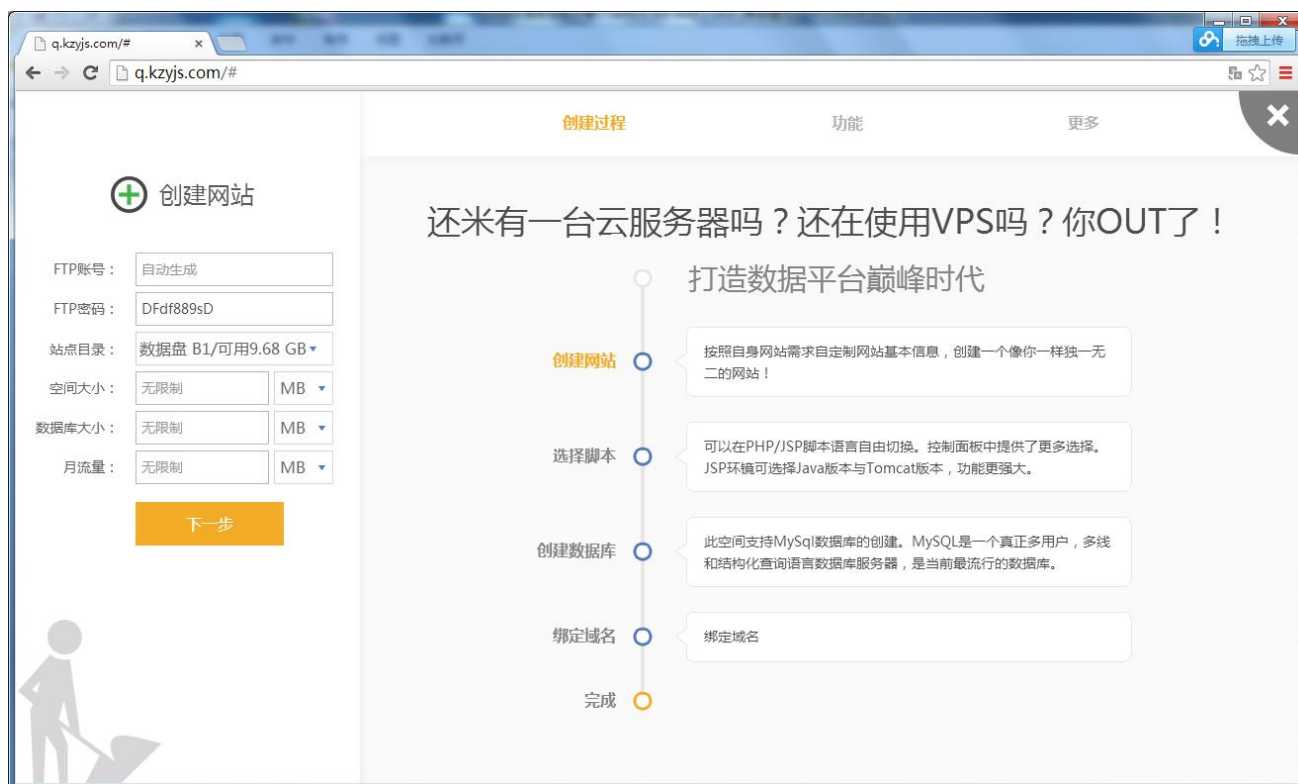 q.kzyjs.com/#
拖拽上传
q.kzyjs.com/#
创建过程
功能
更多
创建网站
FTP账号：
自动生成
FTP密码：
DFdf889sD
站点目录：
数据盘 B1/可用9.68 GB
空间大小：
无限制
MB
数据库大小：
无限制
MB
月流量：
无限制
MB
下一步
还米有一台云服务器吗？还在使用VPS吗？你OUT了！
打造数据平台巅峰时代
创建网站
按照自身网站需求自定制网站基本信息，创建一个像你一样独一无
二的网站！
选择脚本
可以在PHP/JSP脚本语言自由切换。控制面板中提供了更多选择。
JSP环镜可选择Java版本与Tomcat版本，功能更强大。
创建数据库
此空间支持MySql数据库的创建。MySQL是一个真正多用户，多线
和结构化查询语言数据库服务器，是当前最流行的数据库。
绑定域名
绑定域名
完成